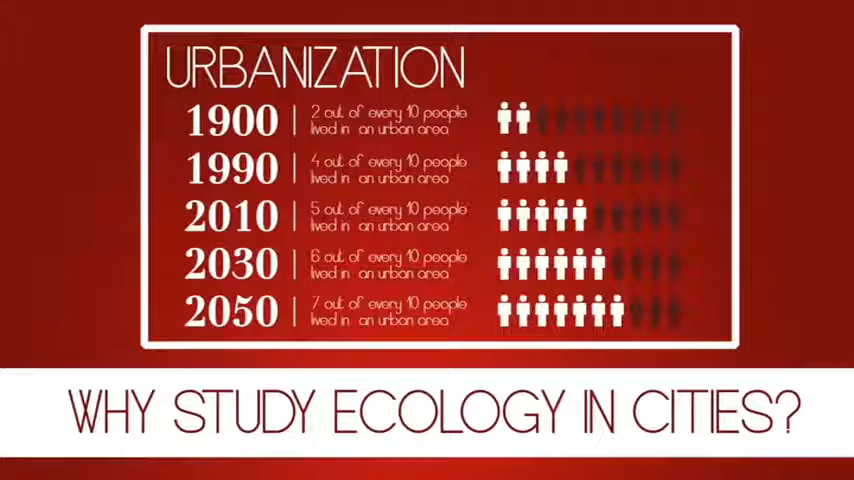 URBANIZATION
1900 | 2 out of every 10 people
lived in an urban area
1990 | 4 out of every 10 people
lived in an urban area
2010 | 5 out of every 10 people
lived in an urban area
2030 | 6 out of every 10 people
lived in an urban area
2050 | 7 out of every 10 people
lived in an urban area
WHY STUDY ECOLOGY IN CITIES?